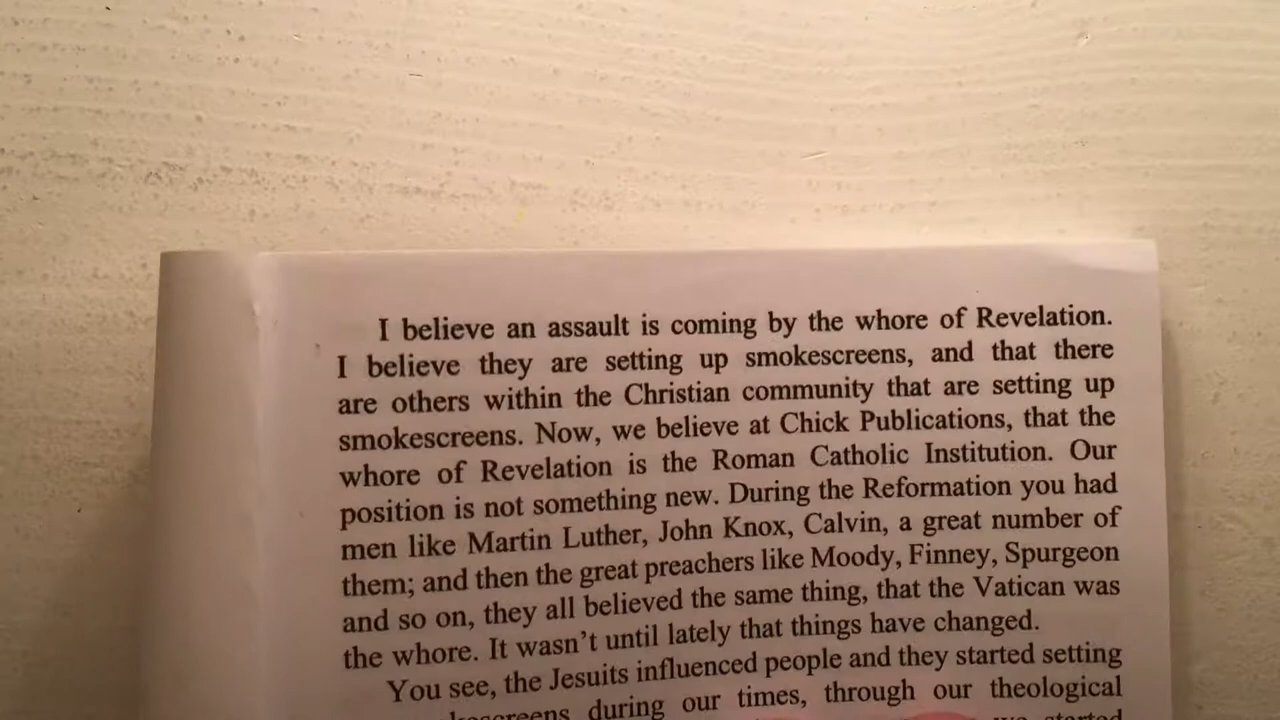 I believe an assault is coming by the whore of Revelation.
I believe they are setting up smokescreens, and that there
are others within the Christian community that are setting up
smokescreens. Now, we believe at Chick Publications, that the
whore of Revelation is the Roman Catholic Institution. Our
position is not something new. During the Reformation you had
men like Martin Luther, John Knox, Calvin, a great number of
them; and then the great preachers like Moody, Finney, Spurgeon
and so on, they all believed the same thing, that the Vatican was
the whore. It wasn't until lately that things have changed.
You see, the Jesuits influenced people and they started setting
during our times, through our theological
started